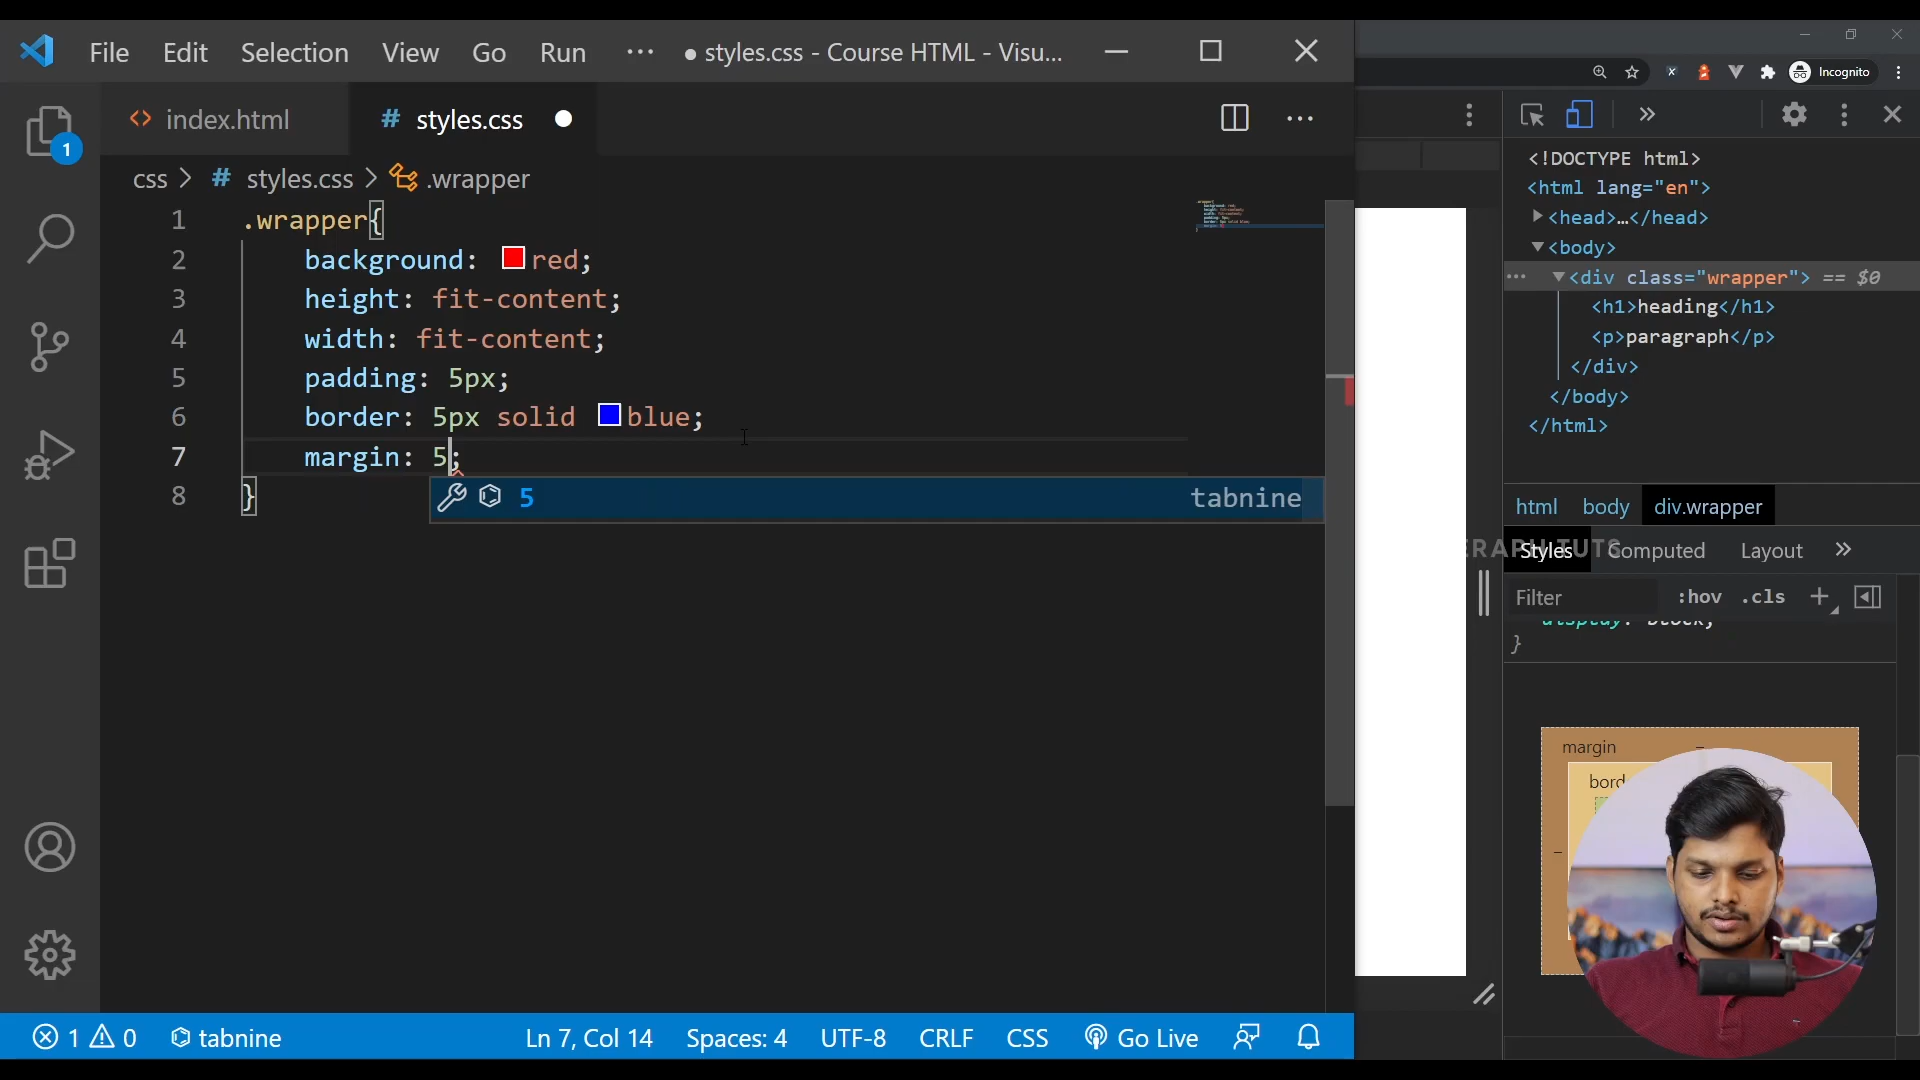 File Edit Selection View Go Run ··· ● styles.css - Course HTML - Visu...
index.html
# styles.css
css > # styles.css > .wrapper
1 .wrapper{
2 background: red;
3 height: fit-content;
4 width: fit-content;
5 padding: 5px;
6 border: 5px solid blue;
7 margin: 5;
8 }
5 tabnine
1
1 0 tabnine Ln 7, Col 14 Spaces: 4 UTF-8 CRLF CSS Go Live
Incognito
<!DOCTYPE html>
<html lang="en">
<head>…</head>
<body>
<div class="wrapper"> == $0
<h1>heading</h1>
<p>paragraph</p>
</div>
</body>
</html>
html body div.wrapper
Styles Computed Layout
Filter :hov .cls
}
margin